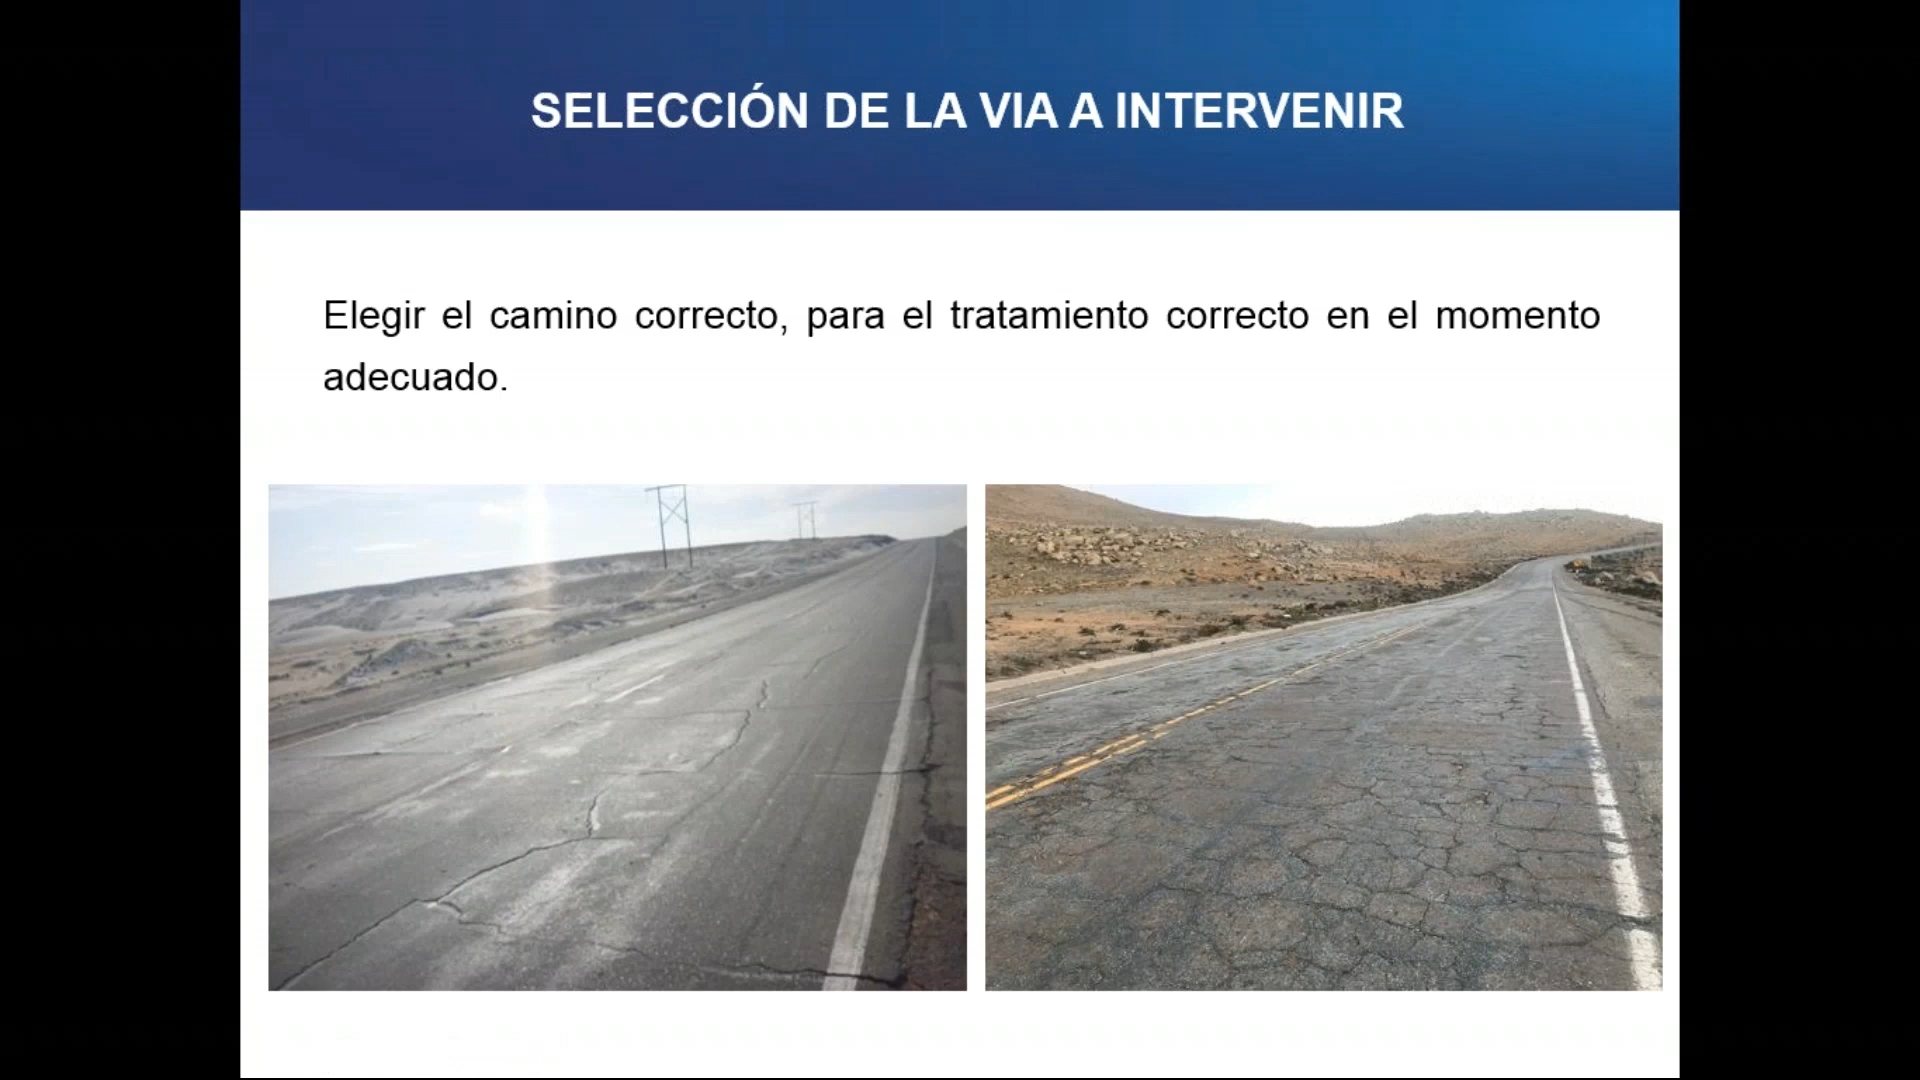 SELECCIÓN DE LA VIA A INTERVENIR
Elegir el camino correcto, para el tratamiento correcto en el momento
adecuado.